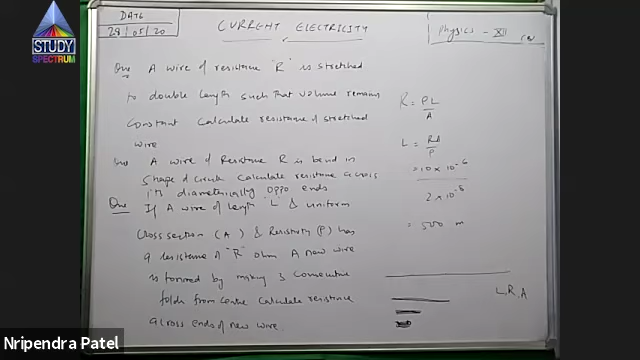 STUDY
SPECTRUM
DATE
28/05/20
CURRENT ELECTRICITY
Physics - XII
Que A wire of resistance "R" is stretched
to double length such that volume remains
constant Calculate resistance of stretched
wire
A wire of Resistance R is bend in
shape of circle Calculate resistance across
it's diametrically oppo ends
Que If A wire of length "L" & uniform
Cross section (A) & Resistivity (ρ) has
a resistance of "R" ohm A new wire
is formed by making 3 Consecutive
folds from centre Calculate resistance
across ends of new wire.
R = ρL
A
L = RA
ρ
= 10 × 10⁻⁶
2 × 10⁻⁸
= 500 m
L, R, A
Nripendra Patel